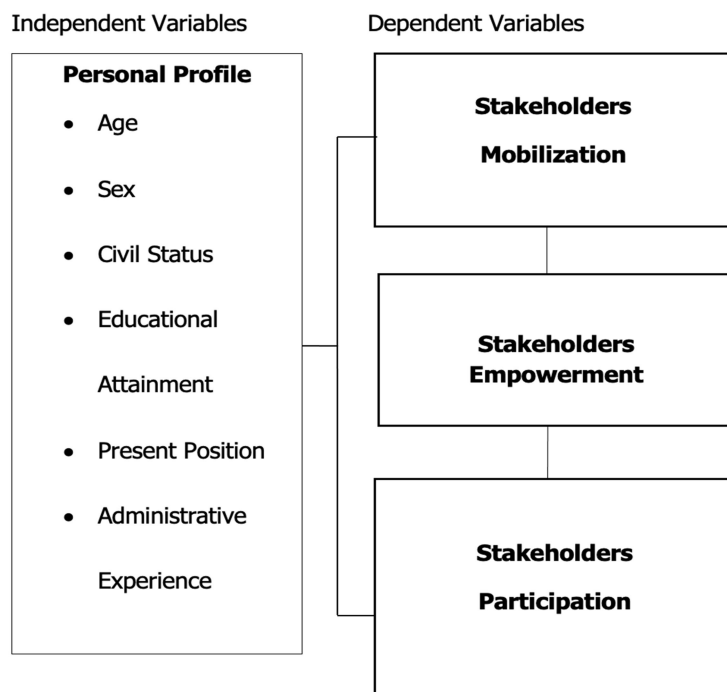 Independent Variables
Dependent Variables
Personal Profile
• Age
• Sex
• Civil Status
• Educational
Attainment
• Present Position
• Administrative
Experience
Stakeholders
Mobilization
Stakeholders
Empowerment
Stakeholders
Participation